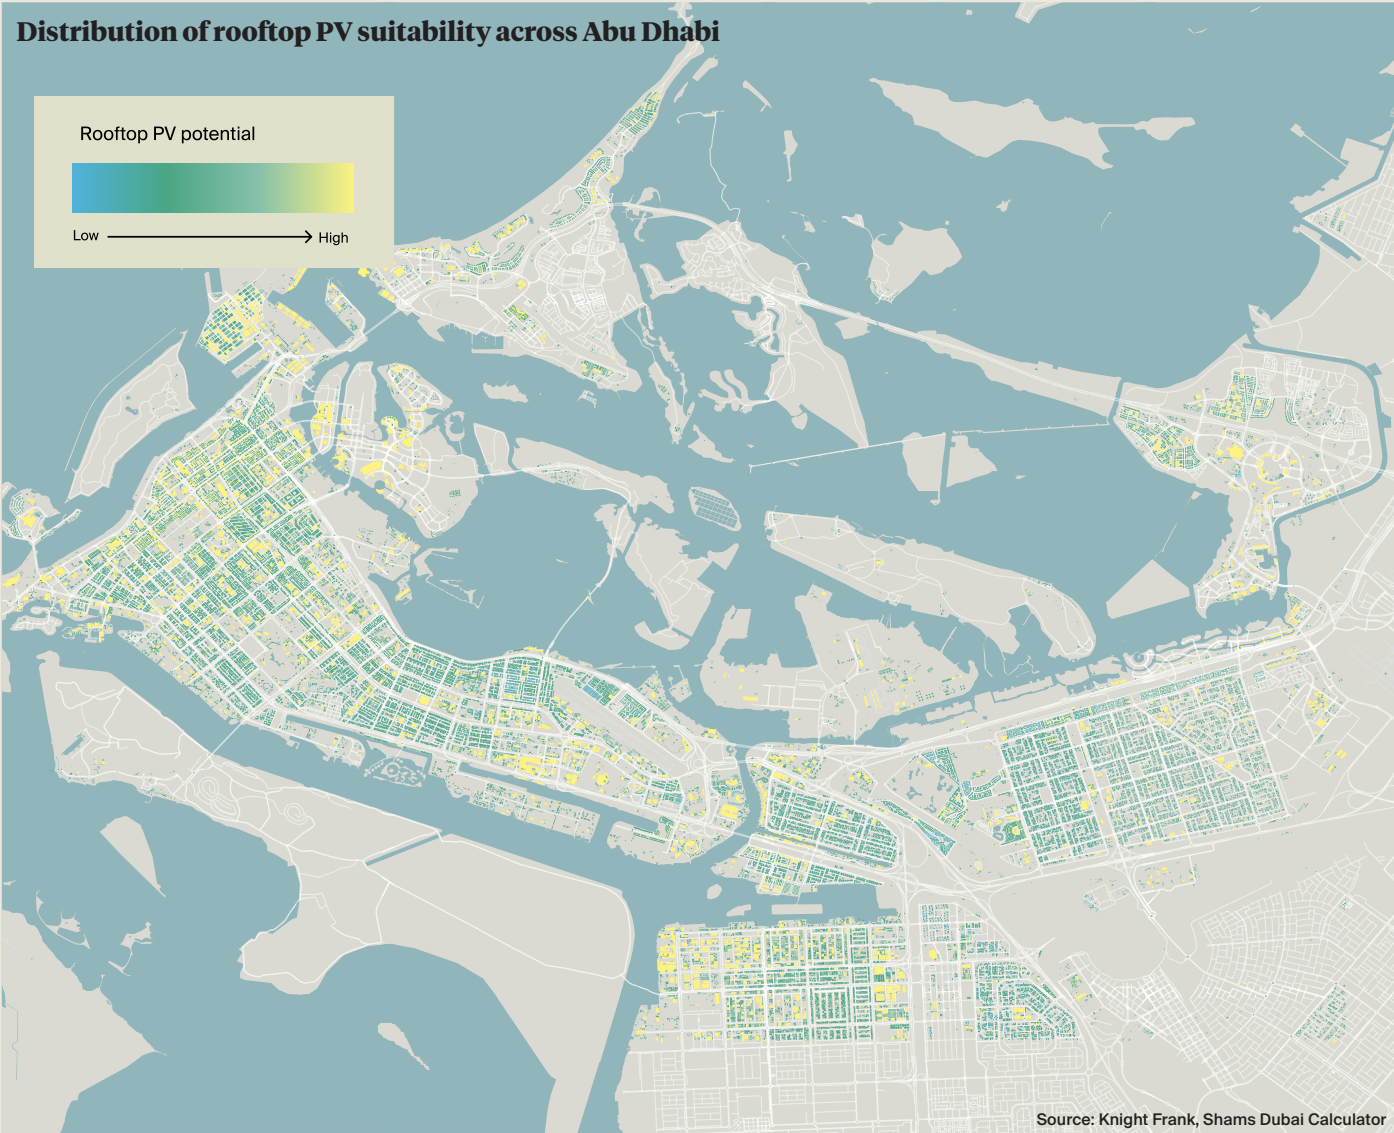 Distribution of rooftop PV suitability across Abu Dhabi
Rooftop PV potential
Low
High
Source: Knight Frank, Shams Dubai Calculator